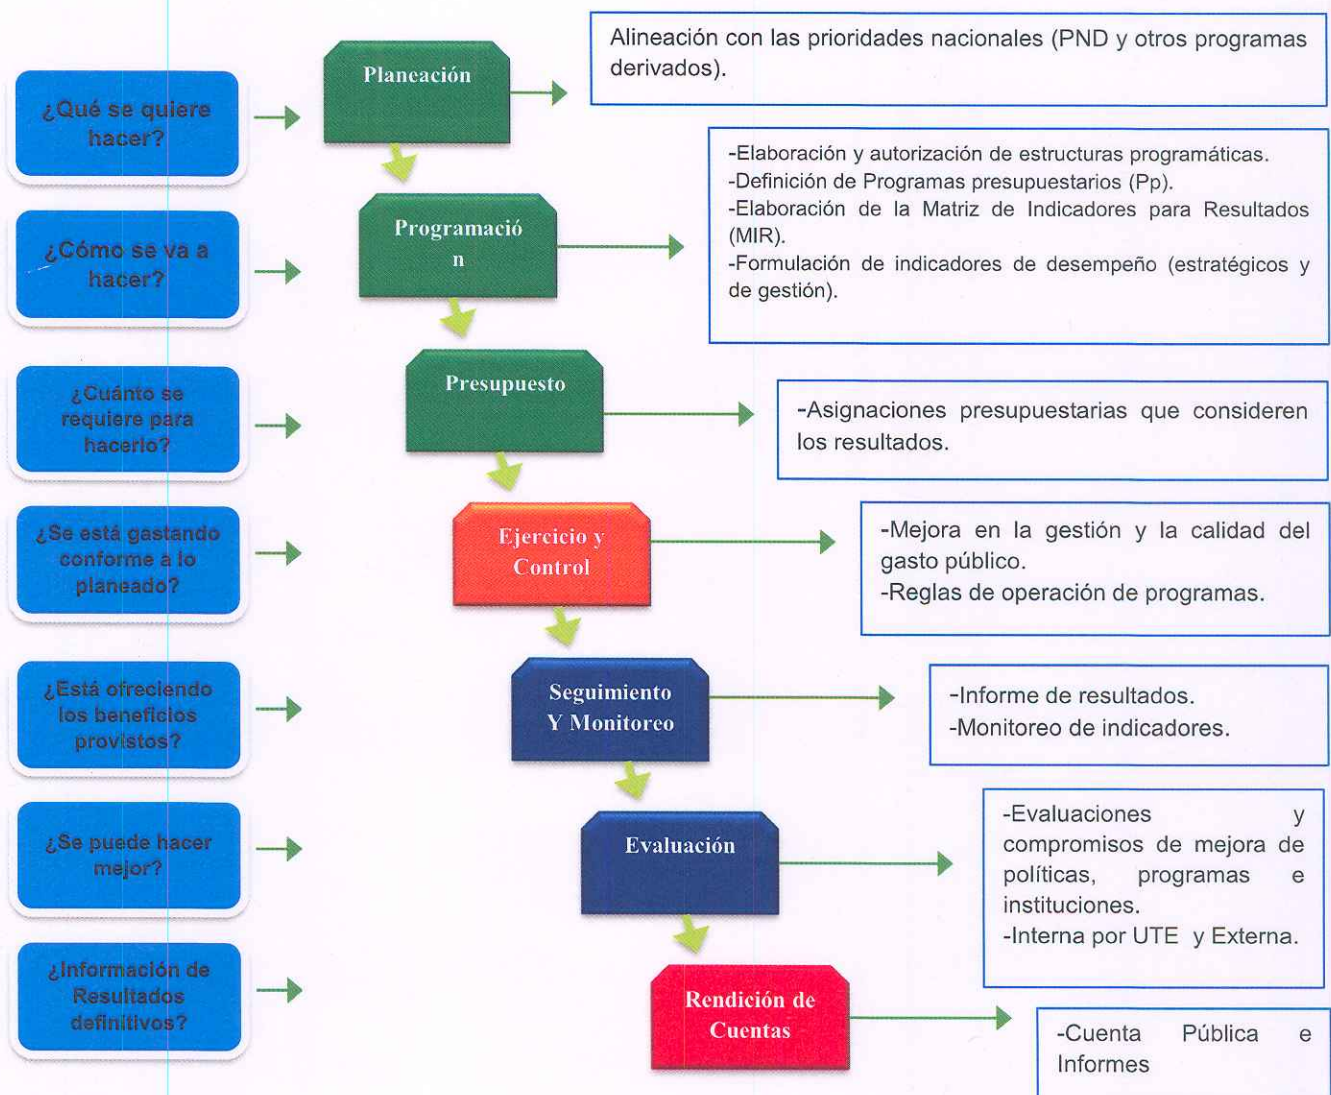 ¿Qué se quiere
hacer?
Planeación
Alineación con las prioridades nacionales (PND y otros programas
derivados).
¿Cómo se va a
hacer?
Programació
n
-Elaboración y autorización de estructuras programáticas.
-Definición de Programas presupuestarios (Pp).
-Elaboración de la Matriz de Indicadores para Resultados
(MIR).
-Formulación de indicadores de desempeño (estratégicos y
de gestión).
¿Cuánto se
requiere para
hacerlo?
Presupuesto
-Asignaciones presupuestarias que consideren
los resultados.
¿Se está gastando
conforme a lo
planeado?
Ejercicio y
Control
-Mejora en la gestión y la calidad del
gasto público.
-Reglas de operación de programas.
¿Está ofreciendo
los beneficios
provistos?
Seguimiento
Y Monitoreo
-Informe de resultados.
-Monitoreo de indicadores.
¿Se puede hacer
mejor?
Evaluación
-Evaluaciones y
compromisos de mejora de
políticas, programas e
instituciones.
-Interna por UTE y Externa.
¿Información de
Resultados
definitivos?
Rendición de
Cuentas
-Cuenta Pública e
Informes